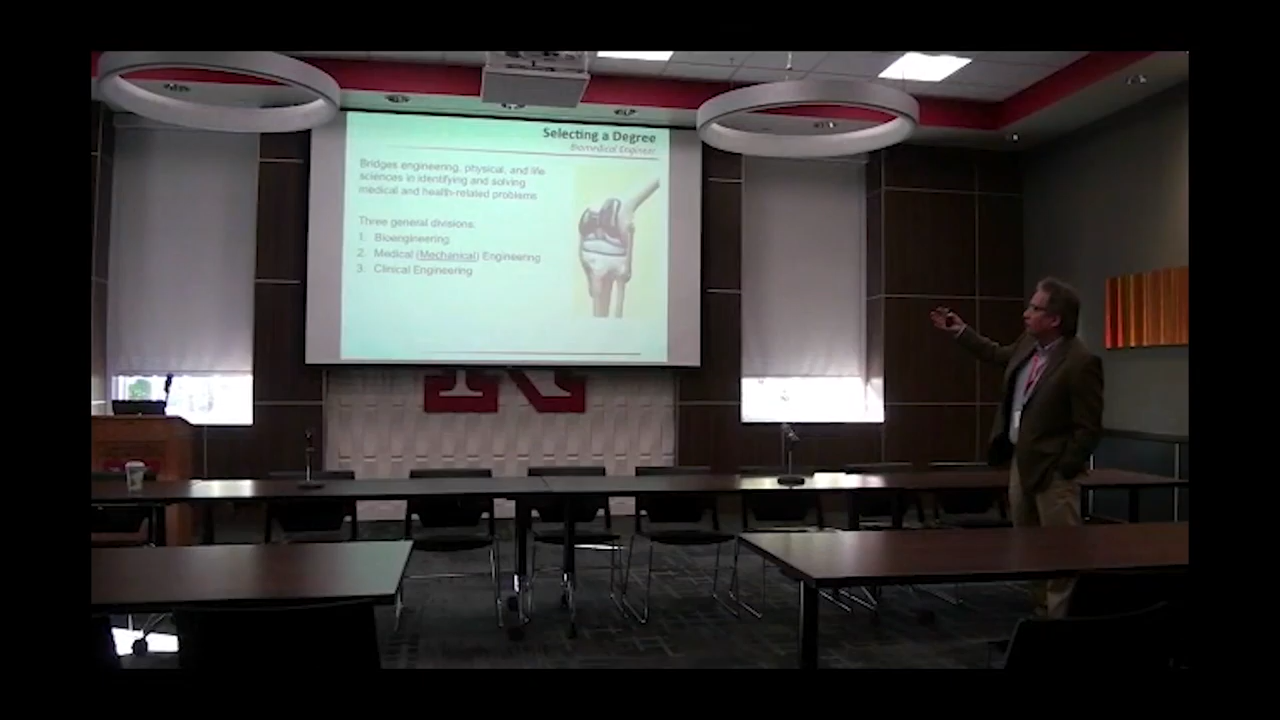 Selecting a Degree
Biomedical Engineer
Bridges engineering, physical, and life
sciences in identifying and solving
medical and health-related problems
Three general divisions:
1. Bioengineering
2. Medical (Mechanical) Engineering
3. Clinical Engineering
N